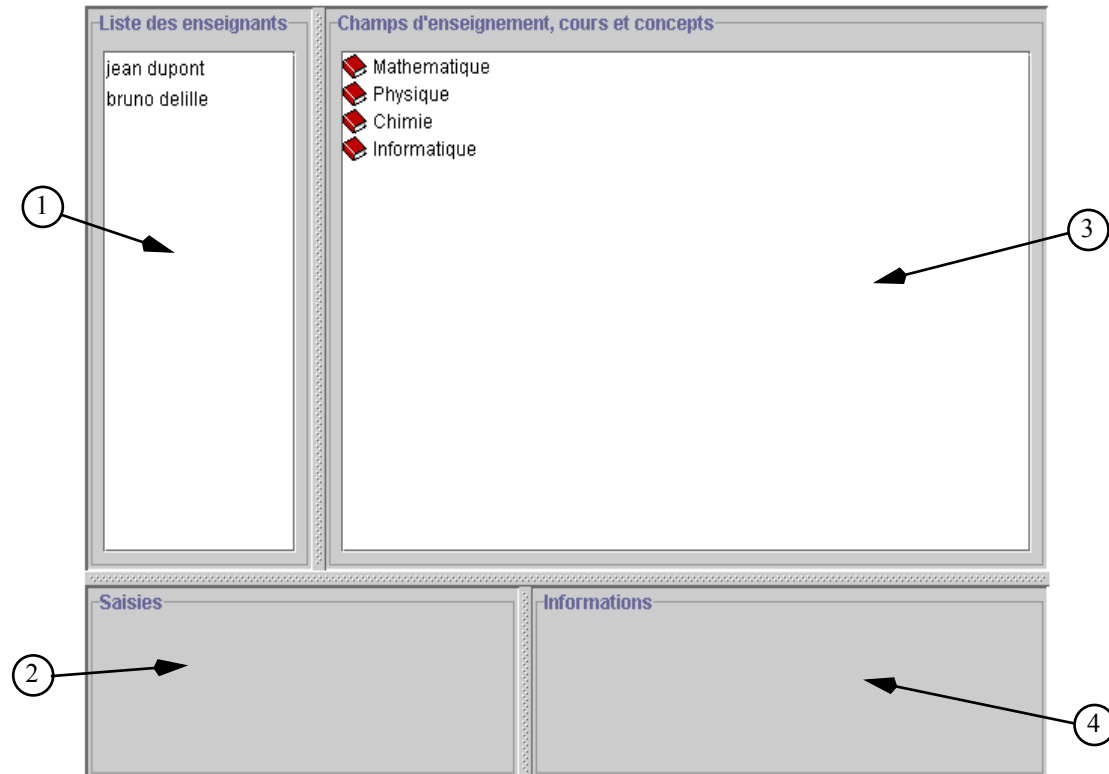 Liste des enseignants
jean dupont
bruno delille
Champs d'enseignement, cours et concepts
Mathematique
Physique
Chimie
Informatique
1
3
Saisies
Informations
2
4